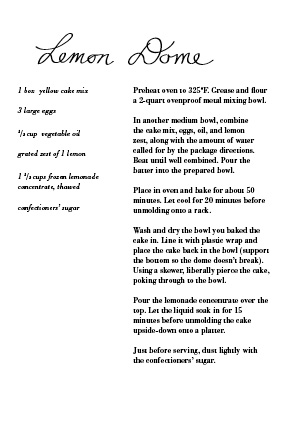 Lemon Dome
1 box yellow cake mix
3 large eggs
⅓ cup vegetable oil
grated zest of 1 lemon
1 ½ cups frozen lemonade
concentrate, thawed
confectioners' sugar
Preheat oven to 325°F. Grease and flour
a 2-quart ovenproof metal mixing bowl.
In another medium bowl, combine
the cake mix, eggs, oil, and lemon
zest, along with the amount of water
called for by the package directions.
Beat until well combined. Pour the
batter into the prepared bowl.
Place in oven and bake for about 50
minutes. Let cool for 20 minutes before
unmolding onto a rack.
Wash and dry the bowl you baked the
cake in. Line it with plastic wrap and
place the cake back in the bowl (support
the bottom so the dome doesn't break).
Using a skewer, liberally pierce the cake,
poking through to the bowl.
Pour the lemonade concentrate over the
top. Let the liquid soak in for 15
minutes before unmolding the cake
upside-down onto a platter.
Just before serving, dust lightly with
the confectioners' sugar.